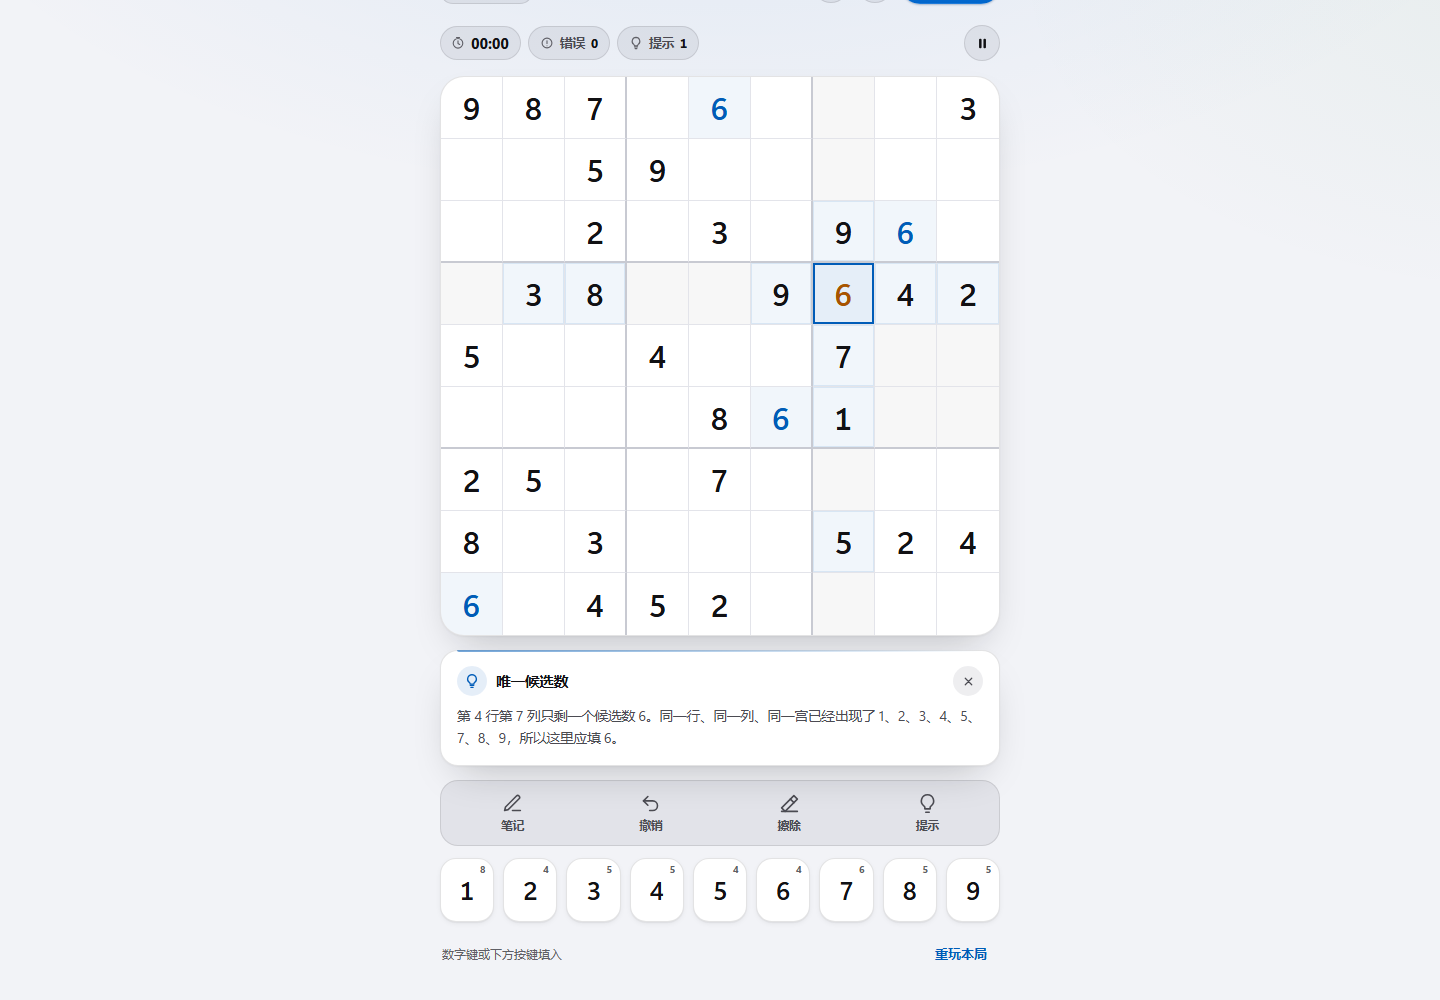 00:00 错误 0 提示 1
9 8 7 6 3
5 9
2 3 9 6
3 8 9 6 4 2
5 4 7
8 6 1
2 5 7
8 3 5 2 4
6 4 5 2
唯一候选数
第 4 行第 7 列只剩一个候选数 6。同一行、同一列、同一宫已经出现了 1、2、3、4、5、
7、8、9，所以这里应填 6。
笔记 撤销 擦除 提示
8 4 5 5 4 4 6 5 5
1 2 3 4 5 6 7 8 9
数字键或下方按键填入 重玩本局